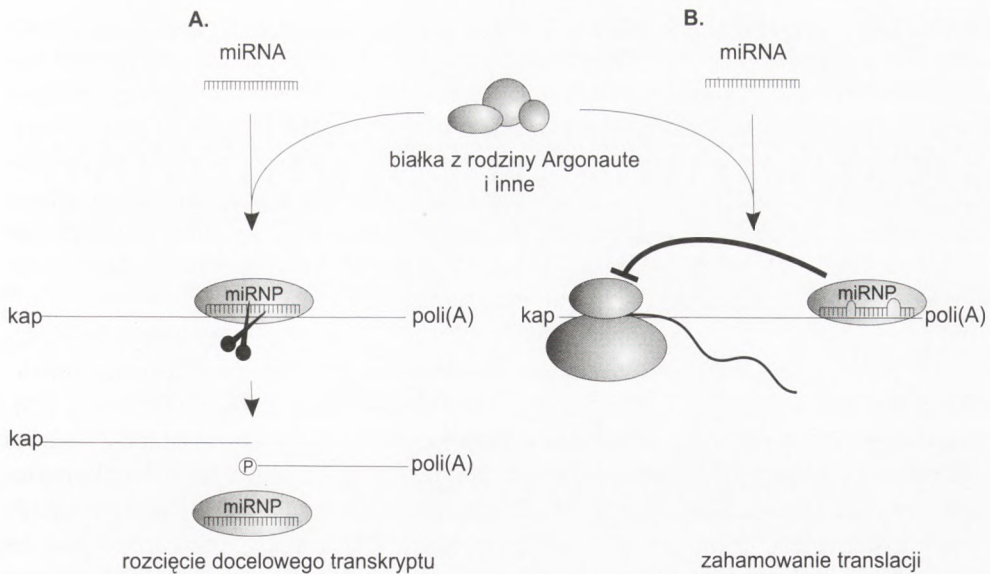 A.
miRNA
B.
miRNA
białka z rodziny Argonaute
i inne
miRNP
kap
poli(A)
kap
P
poli(A)
miRNP
rozcięcie docelowego transkryptu
miRNP
kap
poli(A)
zahamowanie translacji